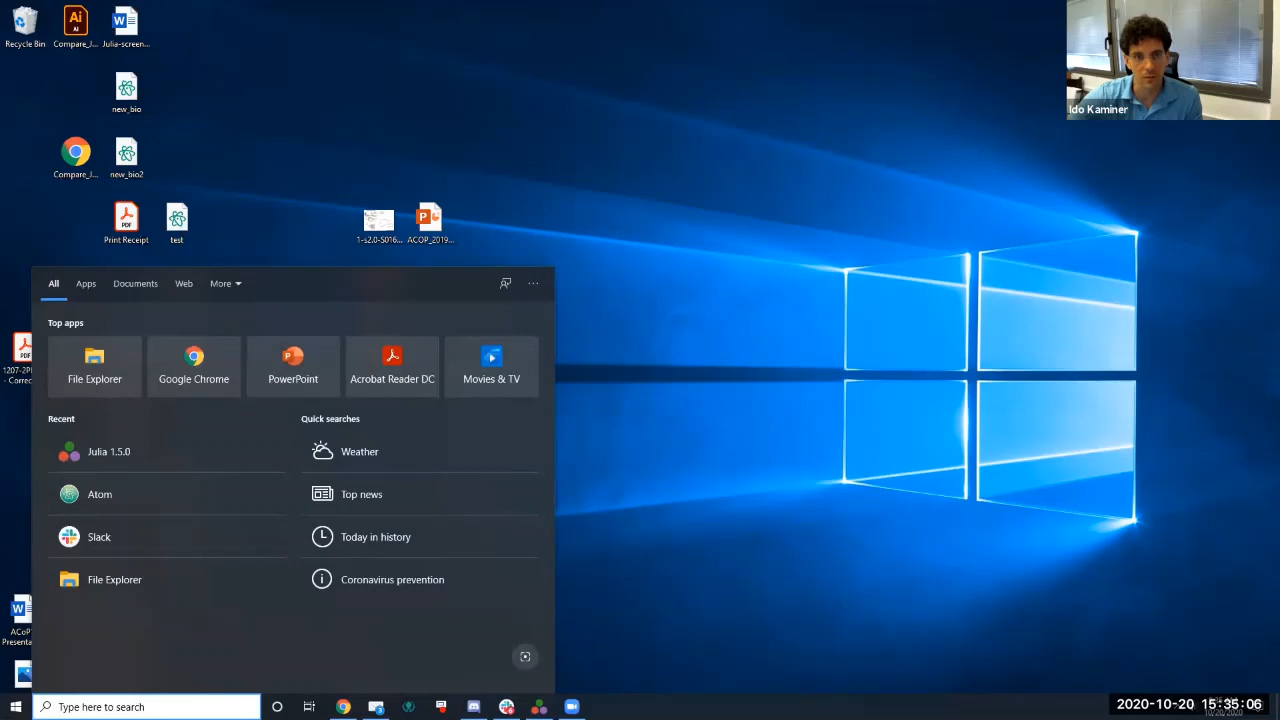 Recycle Bin
Compare_J...
Julia-screen...
new_bio
Compare_J...
new_bio2
Print Receipt
test
1-s2.0-S016...
ACOP_2019...
Ido Kaminer
All
Apps
Documents
Web
More
Top apps
File Explorer
Google Chrome
PowerPoint
Acrobat Reader DC
Movies & TV
Recent
Quick searches
Julia 1.5.0
Weather
Atom
Top news
Slack
Today in history
File Explorer
Coronavirus prevention
Type here to search
2020-10-20 15:35:06